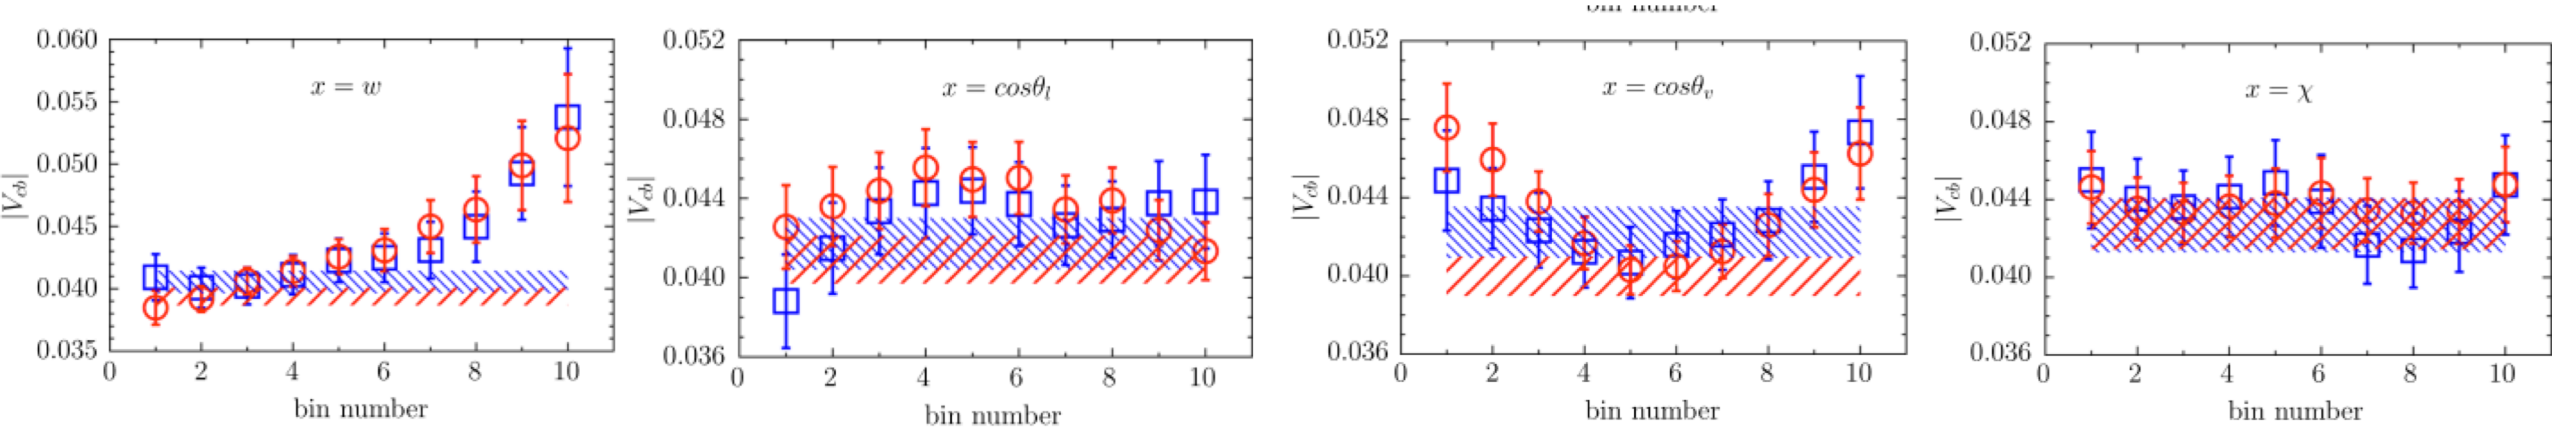 bin number
0.060
0.055
0.050
0.045
0.040
0.035
|V_cb|
x = w
0 2 4 6 8 10
bin number
0.052
0.048
0.044
0.040
0.036
|V_cb|
x = cosθ_l
0 2 4 6 8 10
bin number
0.052
0.048
0.044
0.040
0.036
|V_cb|
x = cosθ_v
0 2 4 6 8 10
bin number
0.052
0.048
0.044
0.040
0.036
|V_cb|
x = χ
0 2 4 6 8 10
bin number